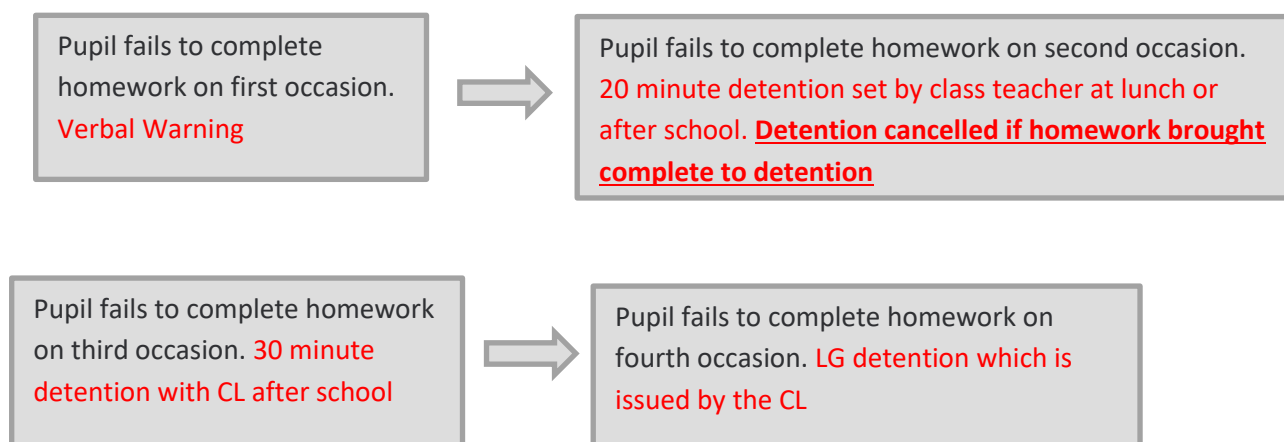 Pupil fails to complete
homework on first occasion.
Verbal Warning
Pupil fails to complete homework on second occasion.
20 minute detention set by class teacher at lunch or
after school. Detention cancelled if homework brought
complete to detention
Pupil fails to complete homework
on third occasion. 30 minute
detention with CL after school
Pupil fails to complete homework on
fourth occasion. LG detention which is
issued by the CL